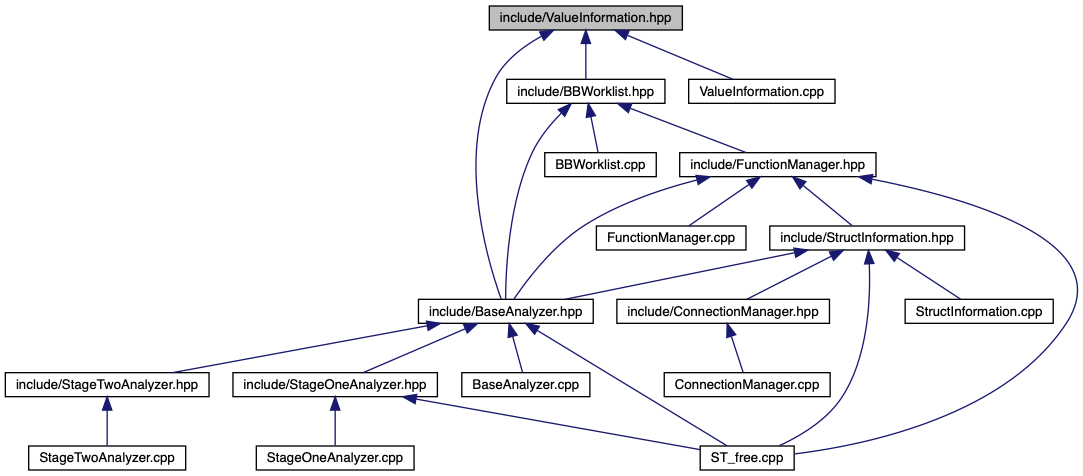 include/ValueInformation.hpp
include/BBWorklist.hpp
ValueInformation.cpp
BBWorklist.cpp
include/FunctionManager.hpp
FunctionManager.cpp
include/StructInformation.hpp
include/BaseAnalyzer.hpp
include/ConnectionManager.hpp
StructInformation.cpp
include/StageTwoAnalyzer.hpp
include/StageOneAnalyzer.hpp
BaseAnalyzer.cpp
ConnectionManager.cpp
StageTwoAnalyzer.cpp
StageOneAnalyzer.cpp
ST_free.cpp